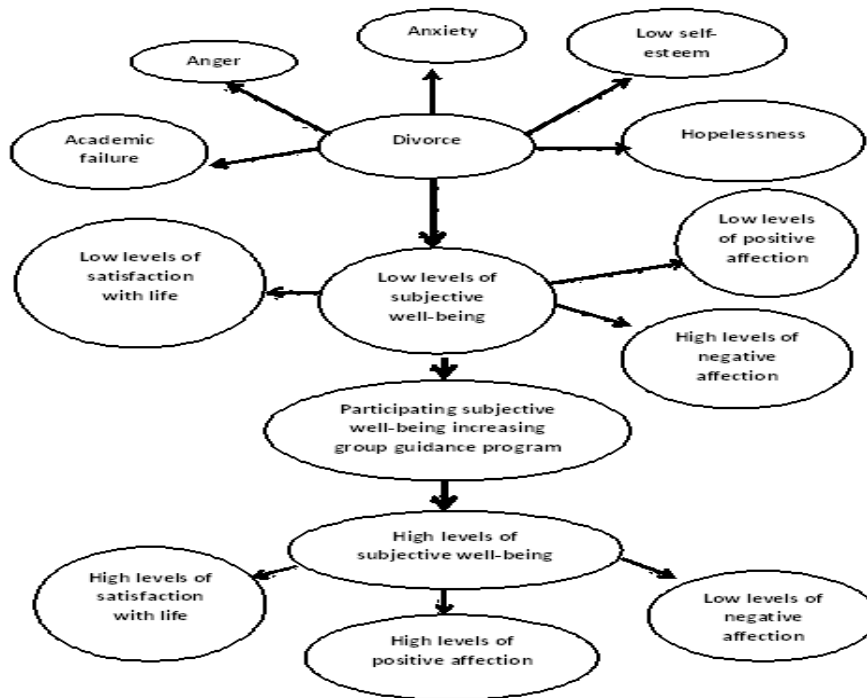 Anxiety
Low self-
esteem
Anger
Academic
failure
Divorce
Hopelessness
Low levels of
satisfaction
with life
Low levels of
subjective
well-being
Low levels
of positive
affection
High levels of
negative
affection
Participating subjective
well-being increasing
group guidance program
High levels of
subjective well-being
High levels of
satisfaction
with life
High levels of
positive affection
Low levels of
negative
affection